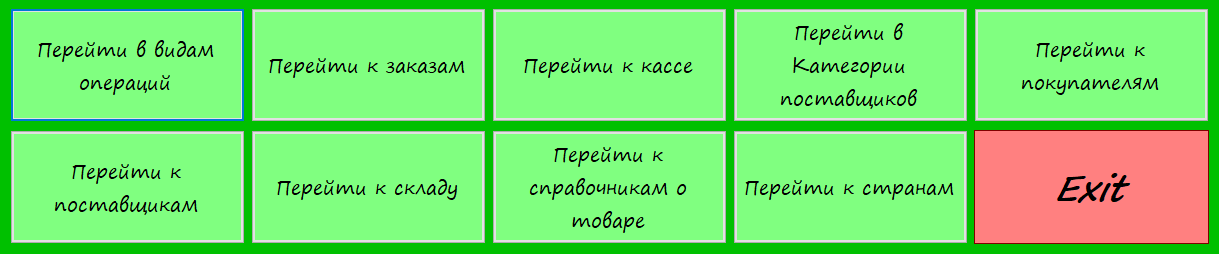 Перейти в видам
операций
Перейти к заказам
Перейти к кассе
Перейти в
Категории
поставщиков
Перейти к
покупателям
Перейти к
поставщикам
Перейти к складу
Перейти к
справочникам о
товаре
Перейти к странам
Exit